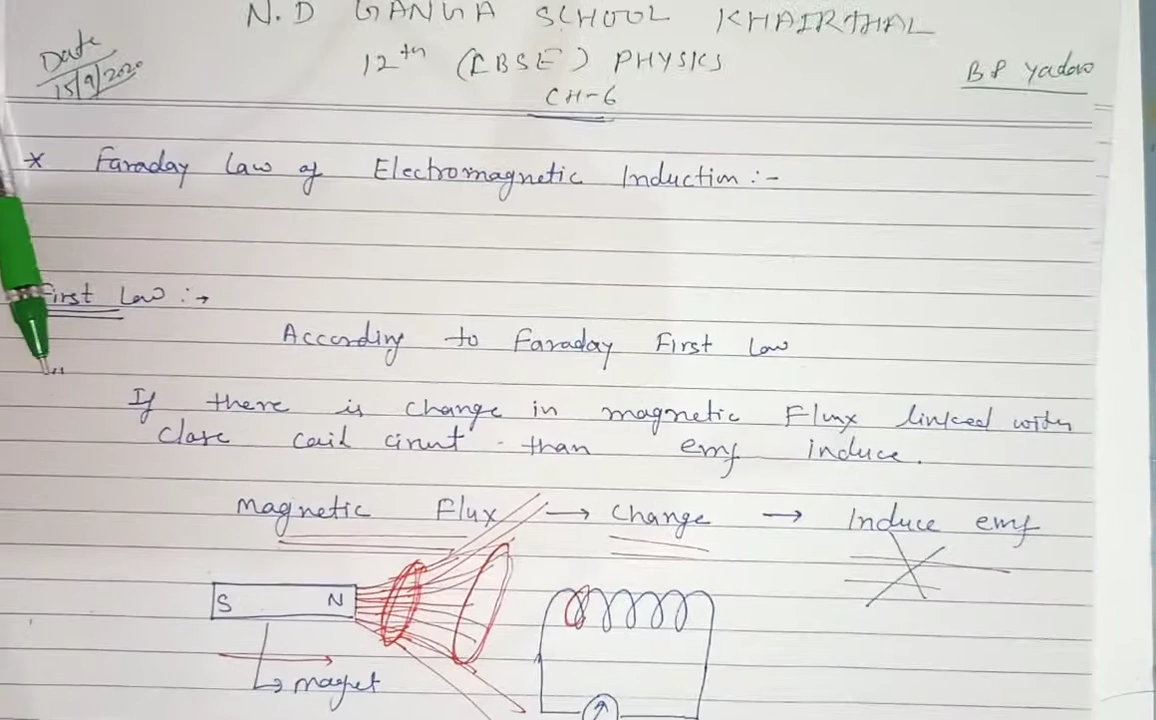 N.D GANGA SCHOOL KHAIRTHAL
Date
15/9/2020
12th (CBSE) PHYSICS
BP Yadav
CH-6
* Faraday Law of Electromagnetic Induction :-
First Law :→
According to Faraday First Law
If there is change in magnetic Flux linked with
close coil cirut than emf induce.
Magnetic Flux → Change → Induce emf
S N
↳ magnet